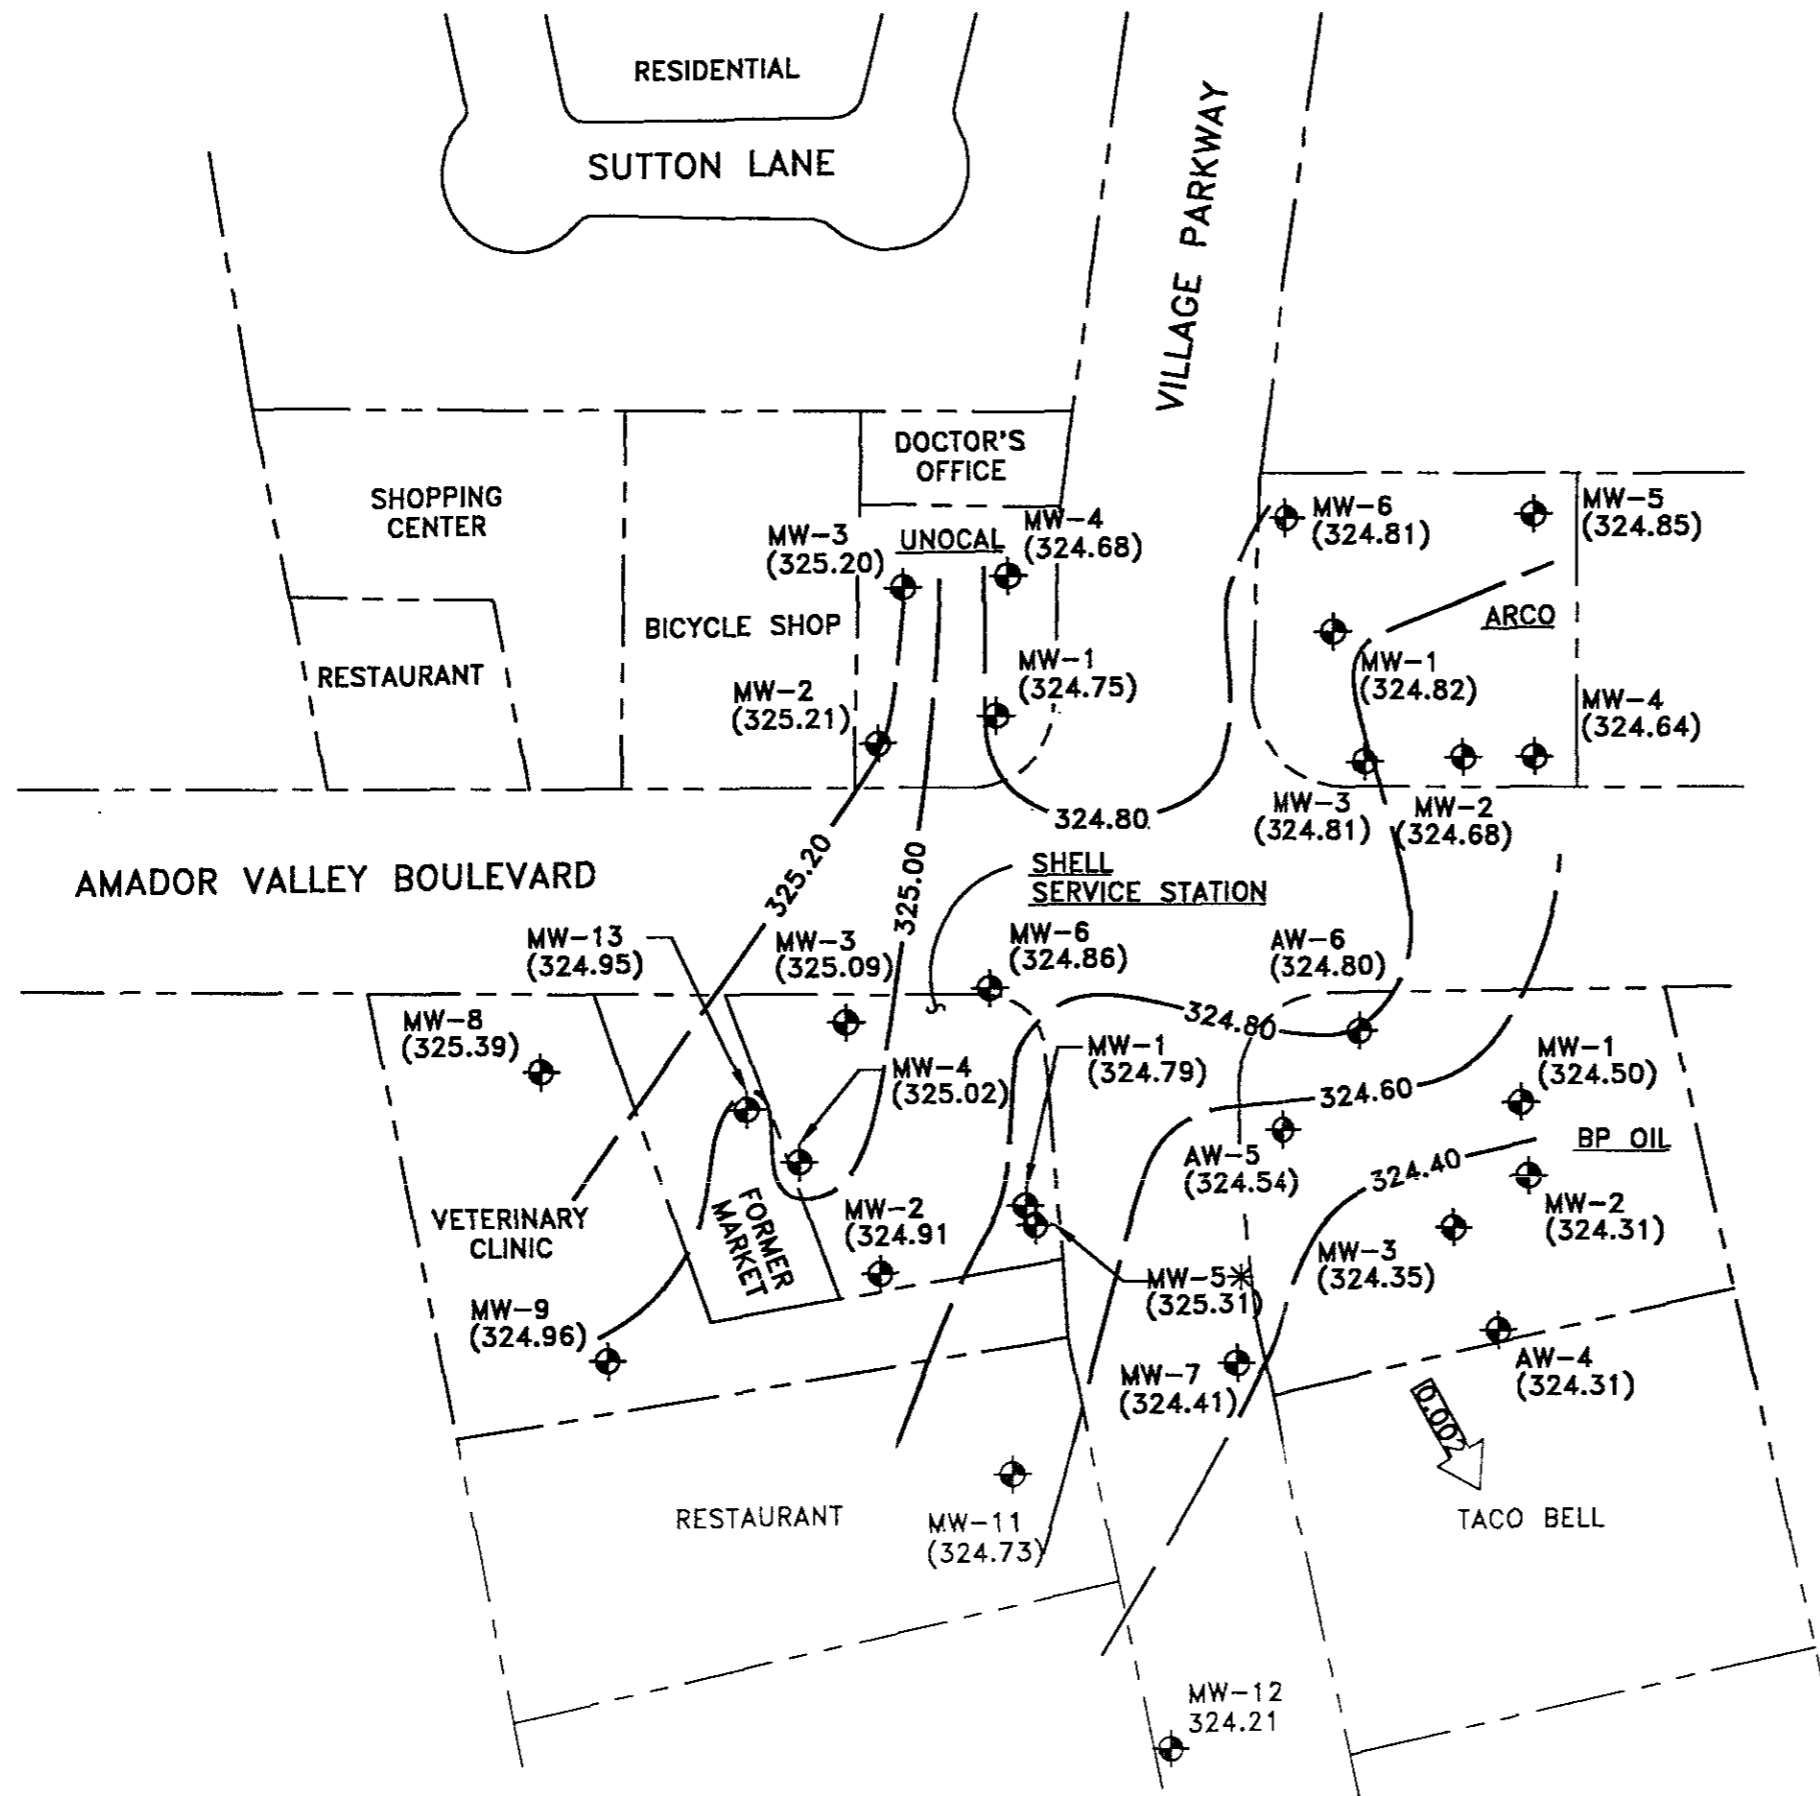 RESIDENTIAL
SUTTON LANE
VILLAGE PARKWAY
DOCTOR'S
OFFICE
SHOPPING
CENTER
MW-3
(325.20)
UNOCAL
MW-4
(324.68)
MW-6
(324.81)
MW-5
(324.85)
BICYCLE SHOP
ARCO
RESTAURANT
MW-2
(325.21)
MW-1
(324.75)
MW-1
(324.82)
MW-4
(324.64)
324.80
MW-3
(324.81)
MW-2
(324.68)
AMADOR VALLEY BOULEVARD
325.20
325.00
SHELL
SERVICE STATION
MW-13
(324.95)
MW-3
(325.09)
MW-6
(324.86)
AW-6
(324.80)
MW-8
(325.39)
324.80
MW-4
(325.02)
MW-1
(324.79)
MW-1
(324.50)
324.60
BP OIL
AW-5
(324.54)
324.40
VETERINARY
CLINIC
FORMER
MARKET
MW-2
(324.91
MW-2
(324.31)
MW-3
(324.35)
MW-5*
(325.31)
MW-9
(324.96)
MW-7
(324.41)
AW-4
(324.31)
0.002
RESTAURANT
MW-11
(324.73)
TACO BELL
MW-12
324.21